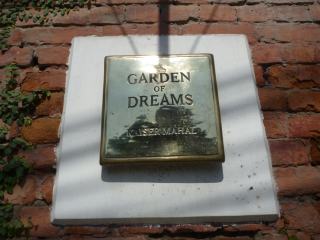 GARDEN
OF
DREAMS
KAISER MAHAL